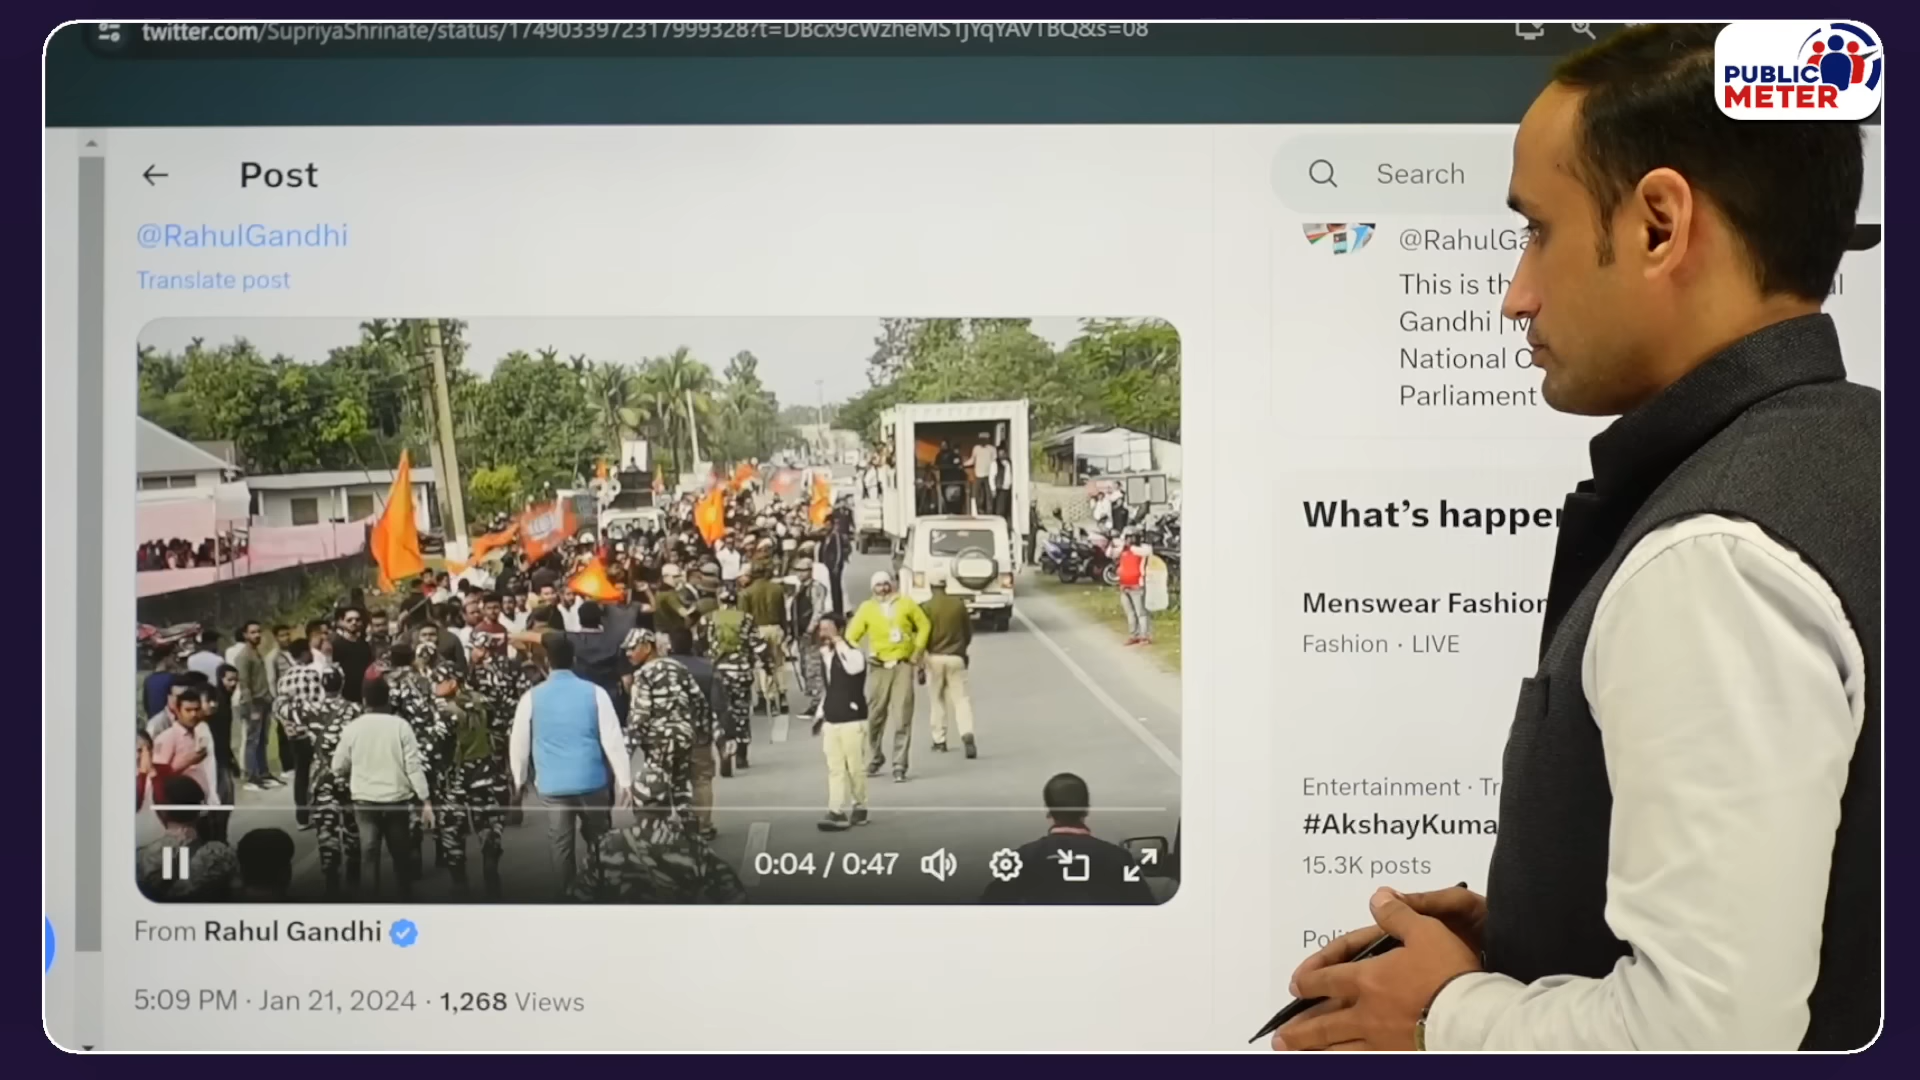 twitter.com/SupriyaShrinate/status/1749033972317999328?t=DBcx9cWzheMS1jYqYAV1BQ&s=08
PUBLIC
METER
Post
Search
@RahulGandhi
Translate post
@RahulGa
This is th
Gandhi | M
National C
Parliament
What's happe
Menswear Fashion
Fashion · LIVE
Entertainment · Tr
#AkshayKuma
15.3K posts
0:04 / 0:47
From Rahul Gandhi
Poli
5:09 PM · Jan 21, 2024 · 1,268 Views